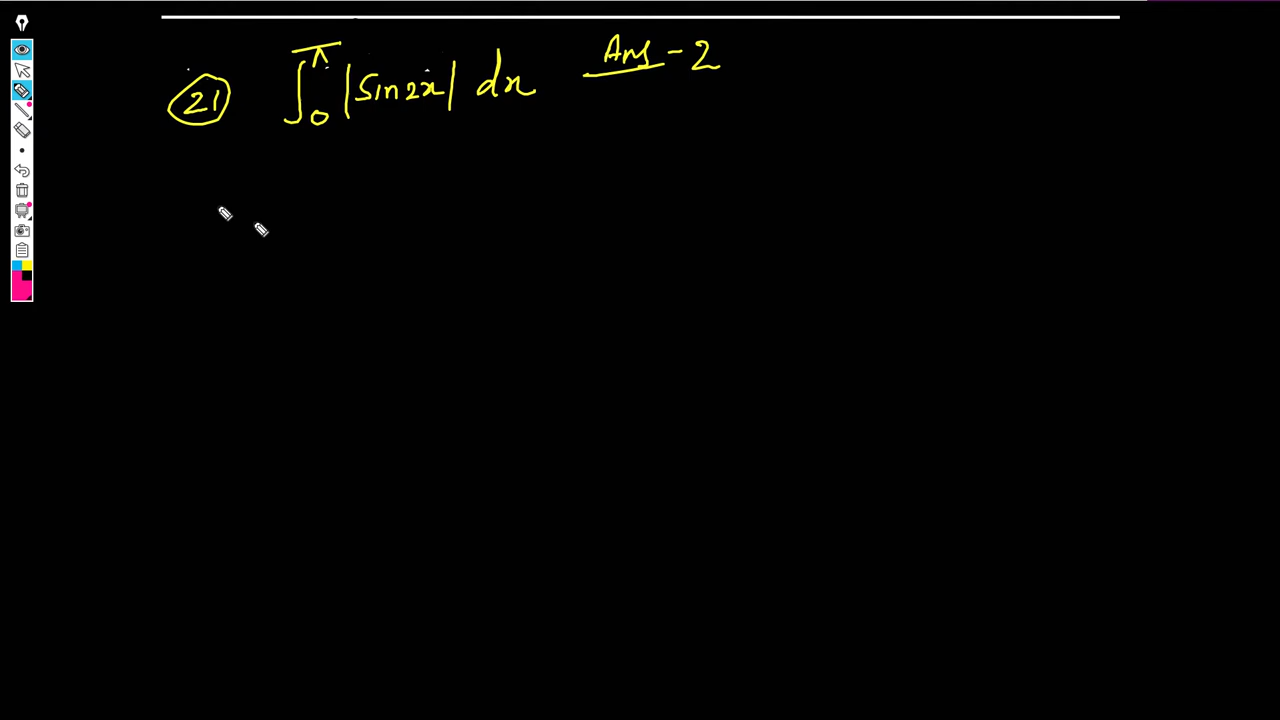 (21) ∫₀^π |sin2x| dx Ans - 2